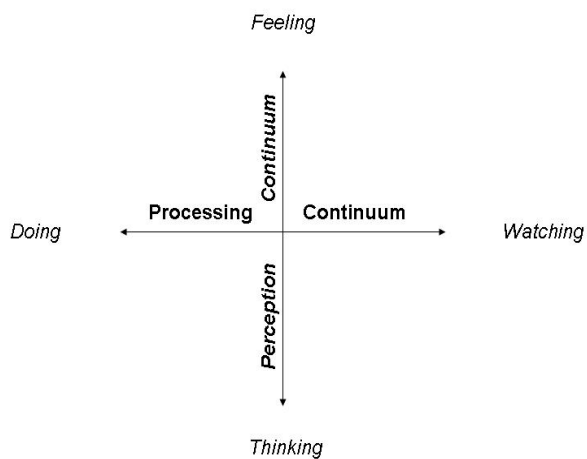 Feeling
Perception Continuum
Processing Continuum
Doing
Watching
Thinking